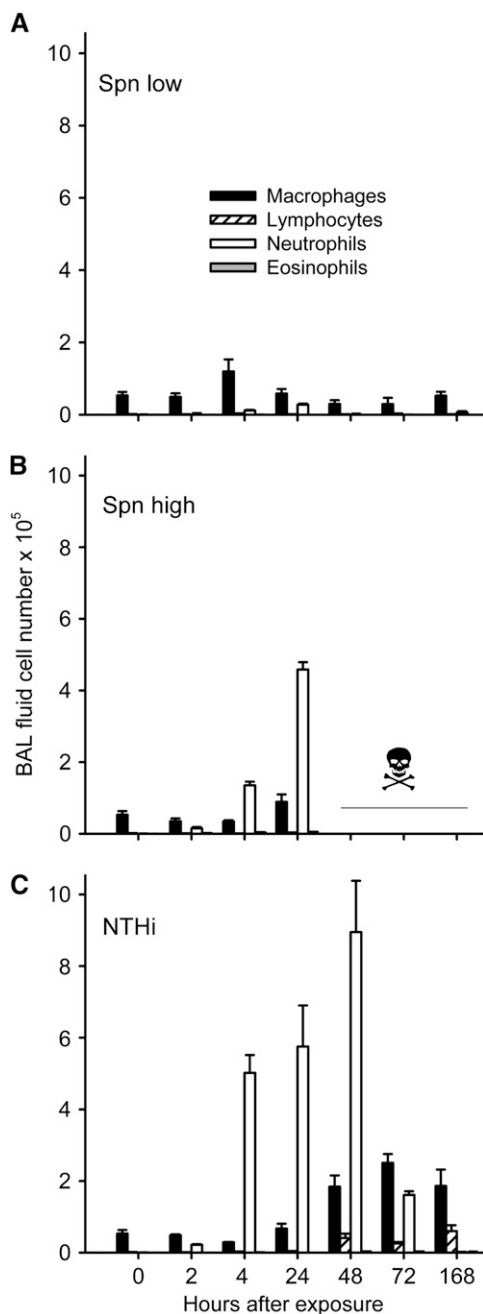 A
10
Spn low
8
Macrophages
Lymphocytes
6
Neutrophils
Eosinophils
4
2
0
B
10
Spn high
8
6
4
2
0
BAL fluid cell number x 10⁵
C
10
NTHi
8
6
4
2
0
0 2 4 24 48 72 168
Hours after exposure